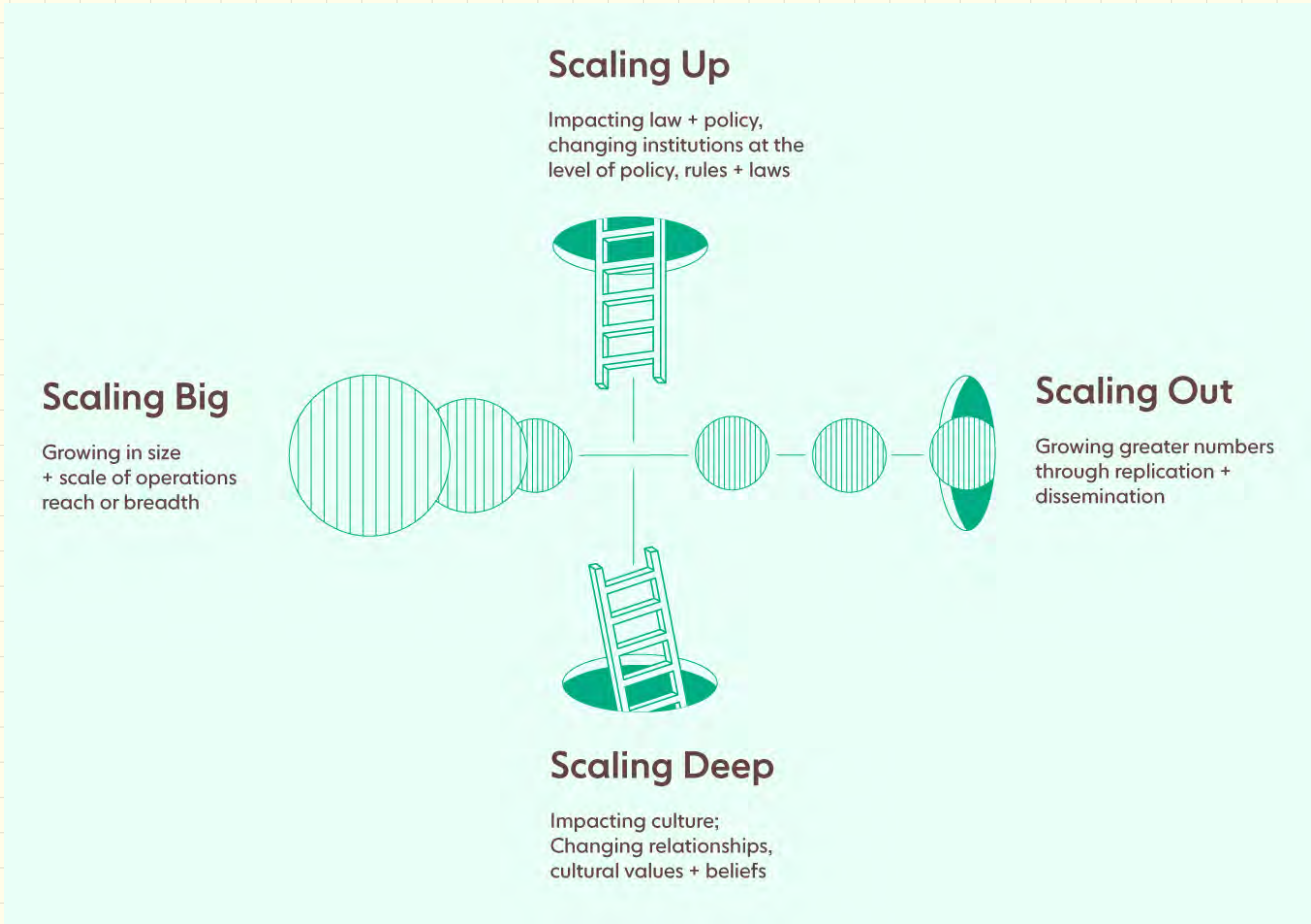 Scaling Up
Impacting law + policy,
changing institutions at the
level of policy, rules + laws
Scaling Big
Growing in size
+ scale of operations
reach or breadth
Scaling Out
Growing greater numbers
through replication +
dissemination
Scaling Deep
Impacting culture;
Changing relationships,
cultural values + beliefs